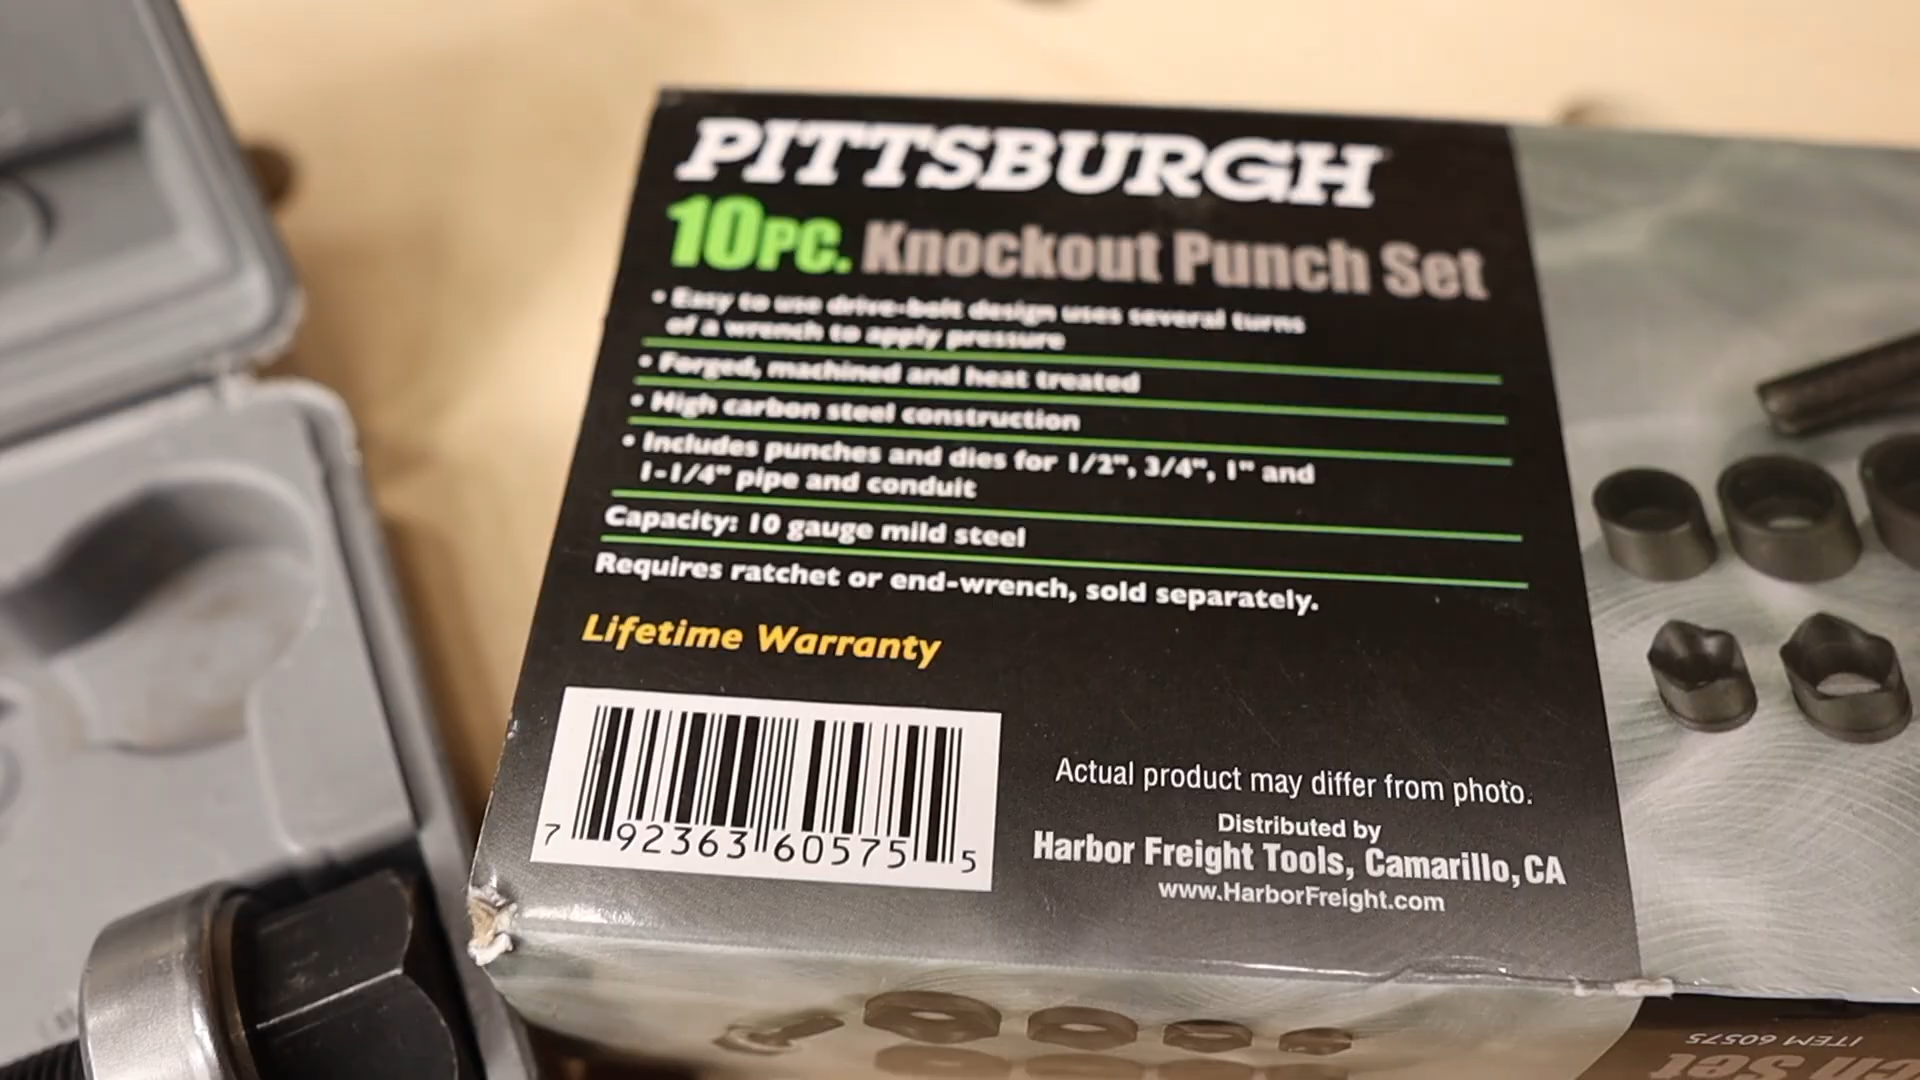 PITTSBURGH
10PC. Knockout Punch Set
• Easy to use drive-bolt design uses several turns
of a wrench to apply pressure
• Forged, machined and heat treated
• High carbon steel construction
• Includes punches and dies for 1/2", 3/4", 1" and
1-1/4" pipe and conduit
Capacity: 10 gauge mild steel
Requires ratchet or end-wrench, sold separately.
Lifetime Warranty
7 92363 60575 5
Actual product may differ from photo.
Distributed by
Harbor Freight Tools, Camarillo, CA
www.HarborFreight.com
ITEM 60575
Set